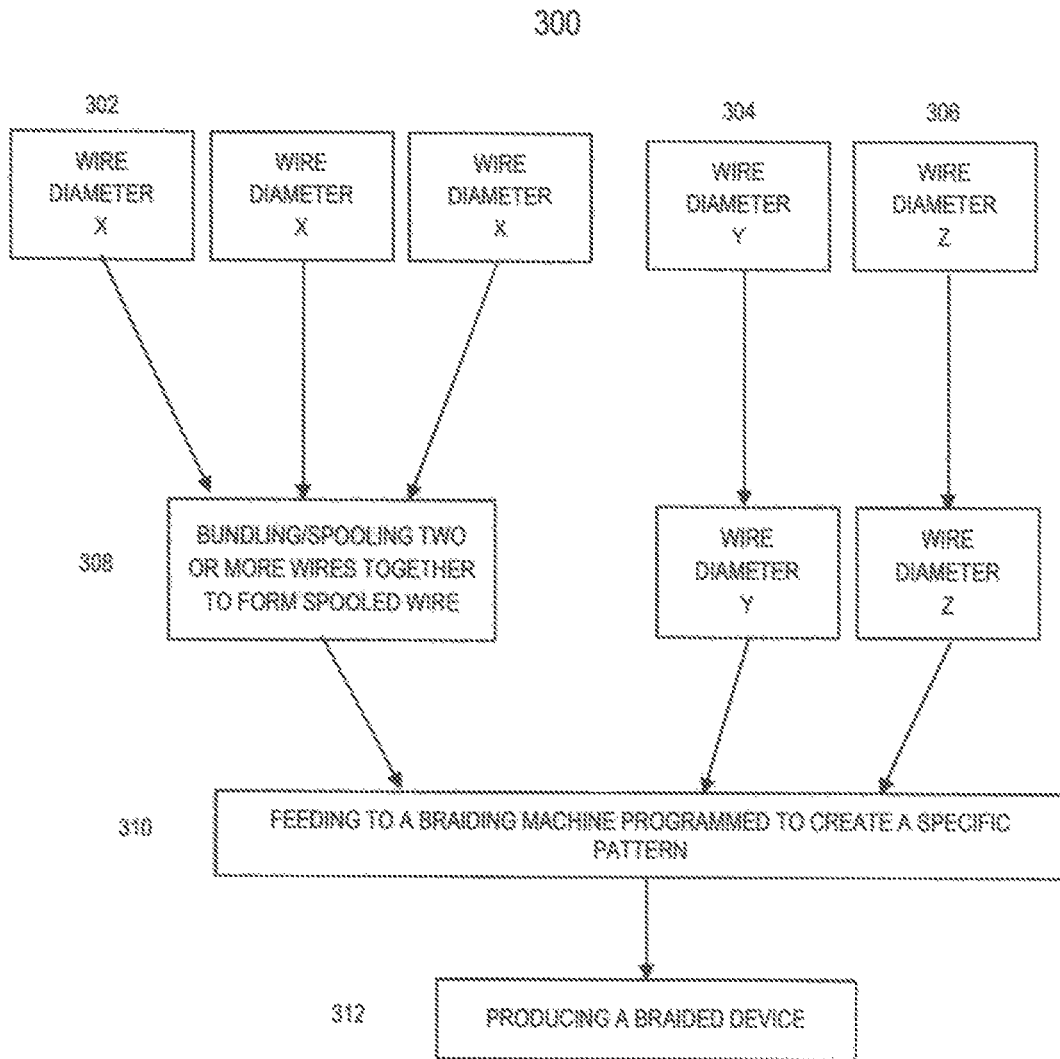 300
302
304
306
WIRE
DIAMETER
X
WIRE
DIAMETER
X
WIRE
DIAMETER
X
WIRE
DIAMETER
Y
WIRE
DIAMETER
Z
308
BUNDLING/SPOOLING TWO
OR MORE WIRES TOGETHER
TO FORM SPOOLED WIRE
WIRE
DIAMETER
Y
WIRE
DIAMETER
Z
310
FEEDING TO A BRAIDING MACHINE PROGRAMMED TO CREATE A SPECIFIC
PATTERN
312
PRODUCING A BRAIDED DEVICE